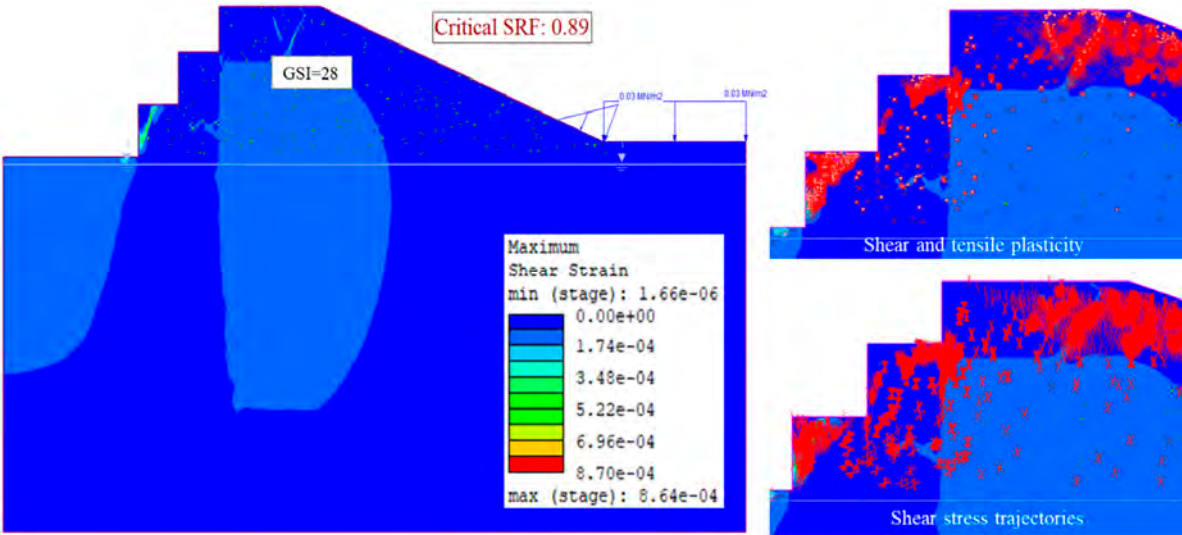 Critical SRF: 0.89
GSI=28
0.03 MN/m2
0.03 MN/m2
Maximum
Shear Strain
min (stage): 1.66e-06
0.00e+00
1.74e-04
3.48e-04
5.22e-04
6.96e-04
8.70e-04
max (stage): 8.64e-04
Shear and tensile plasticity
Shear stress trajectories